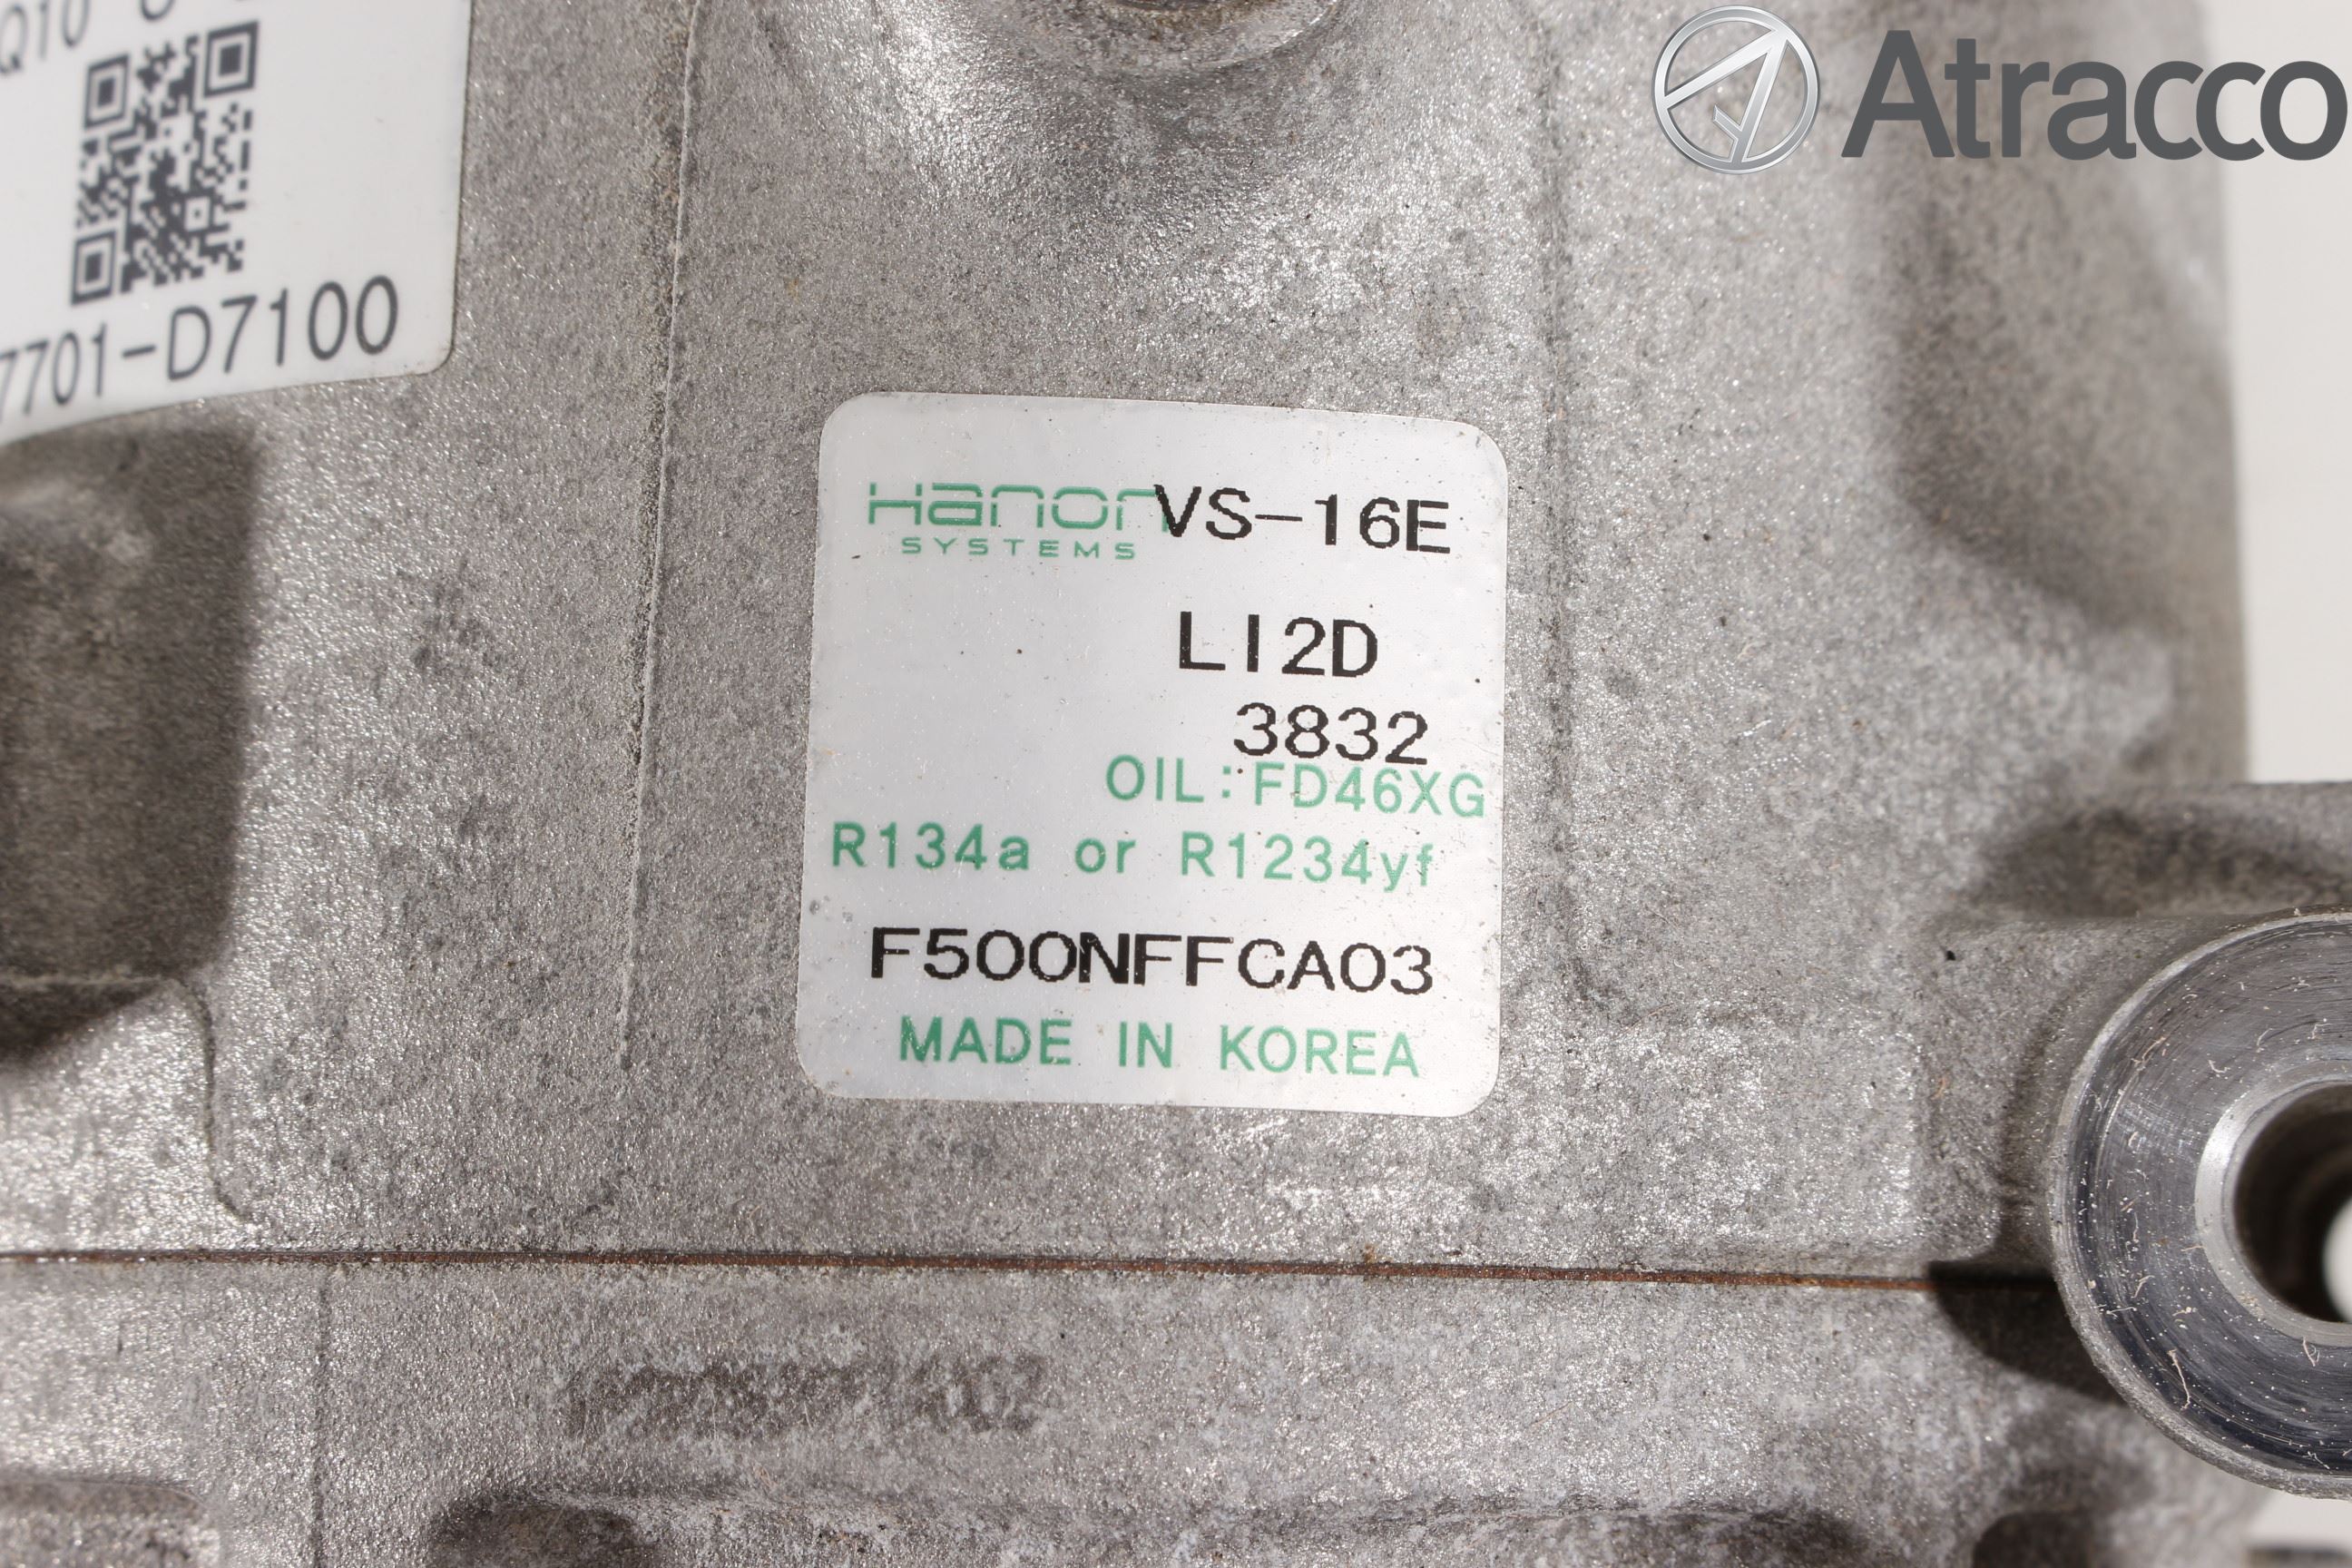 Atracco
7701-D7100
Hanon VS-16E
SYSTEMS
LI2D
3832
OIL:FD46XG
R134a or R1234yf
F500NFFCA03
MADE IN KOREA